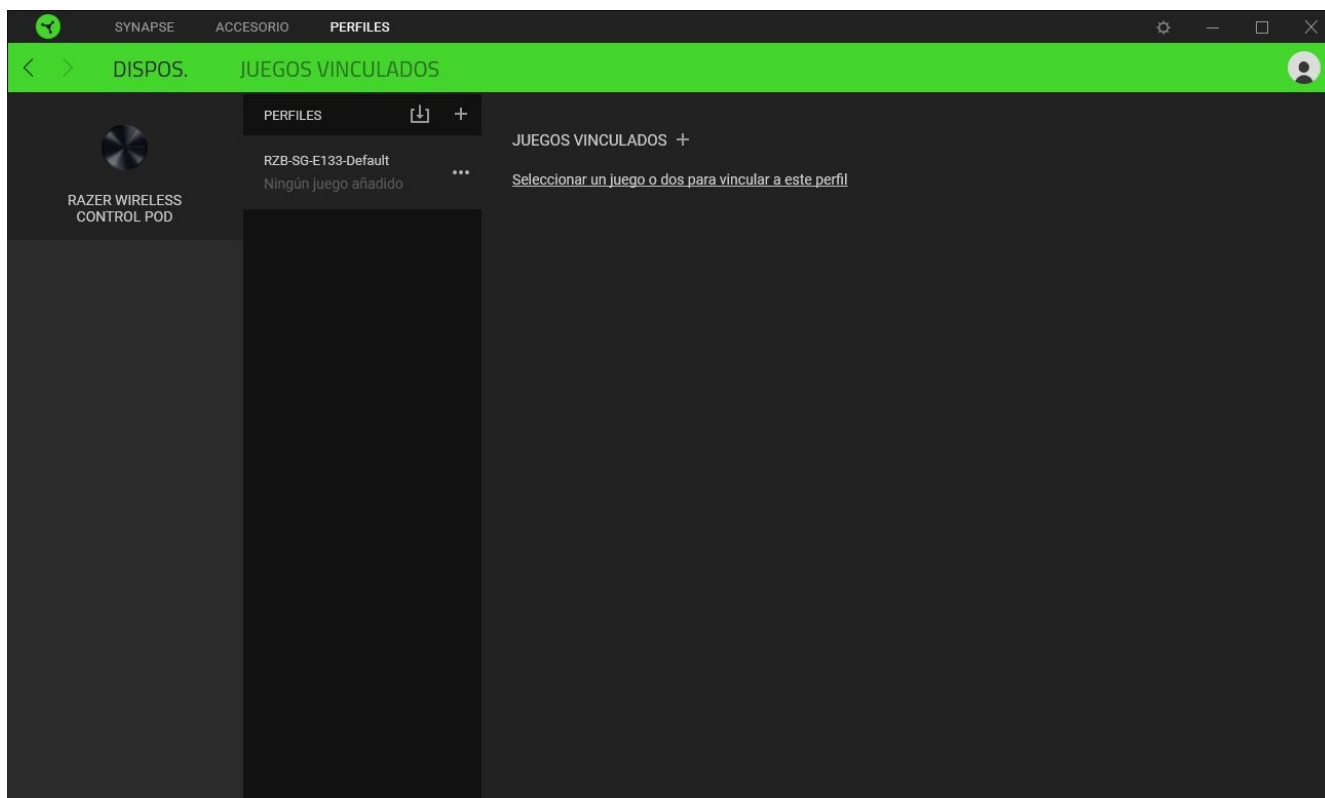 SYNAPSE ACCESORIO PERFILES
DISPOS. JUEGOS VINCULADOS
RAZER WIRELESS
CONTROL POD
PERFILES
RZB-SG-E133-Default
Ningún juego añadido
JUEGOS VINCULADOS
Seleccionar un juego o dos para vincular a este perfil